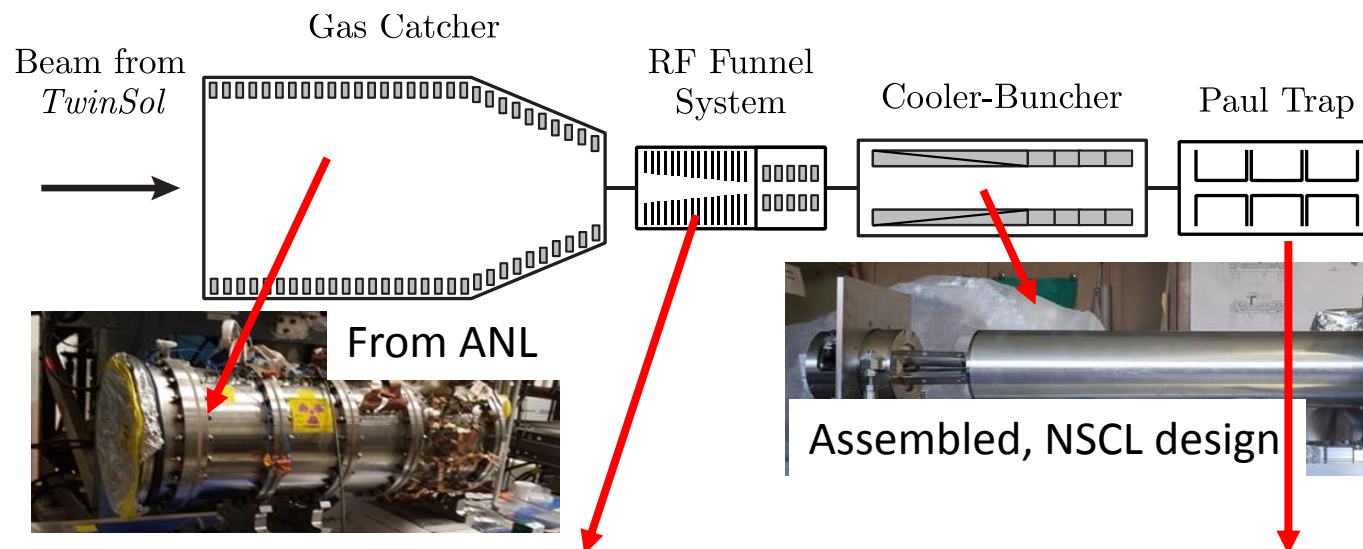 Gas Catcher
Beam from
TwinSol
RF Funnel
System
Cooler-Buncher
Paul Trap
From ANL
Assembled, NSCL design